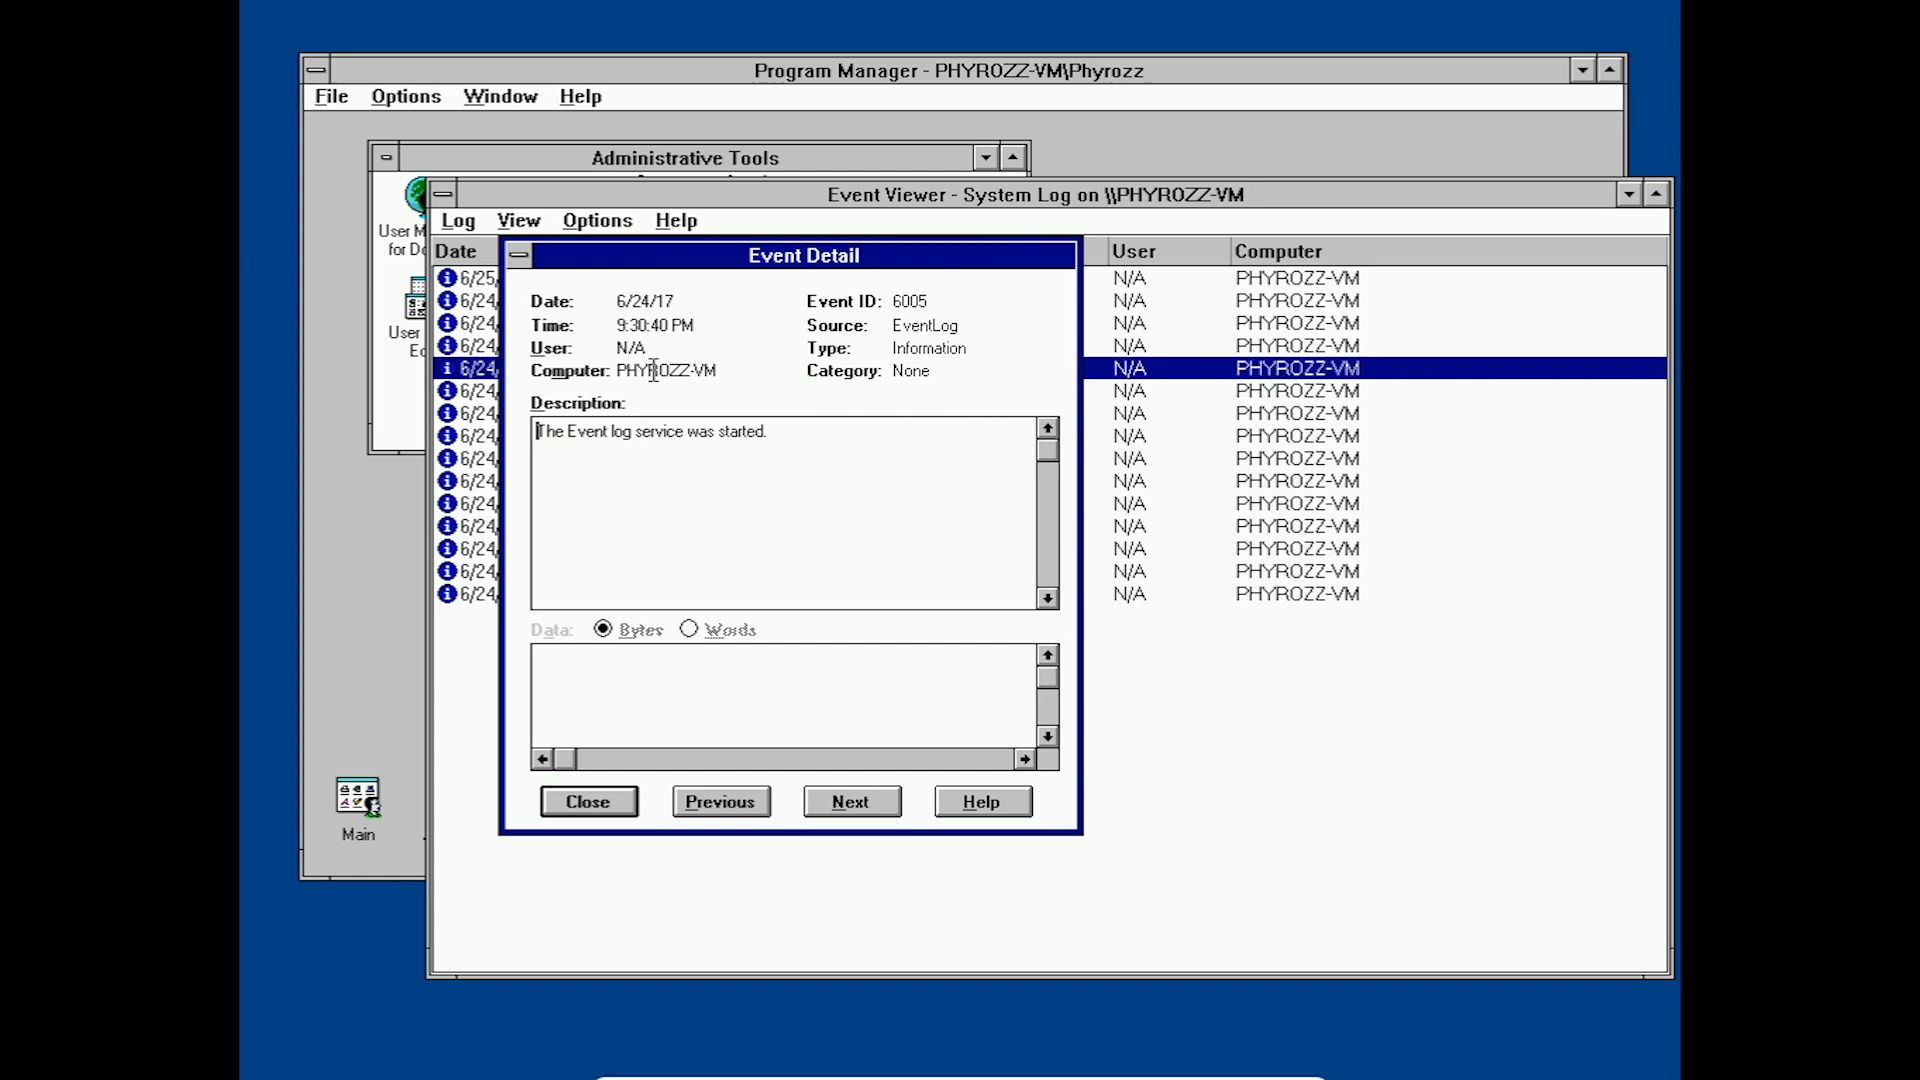 Program Manager - PHYROZZ-VM\Phyrozz
File Options Window Help
Administrative Tools
User M
for Do
User
Ec
Main
Event Viewer - System Log on \\PHYROZZ-VM
Log View Options Help
Date User Computer
6/25/ N/A PHYROZZ-VM
6/24/ N/A PHYROZZ-VM
6/24/ N/A PHYROZZ-VM
6/24/ N/A PHYROZZ-VM
6/24/ N/A PHYROZZ-VM
6/24/ N/A PHYROZZ-VM
6/24/ N/A PHYROZZ-VM
6/24/ N/A PHYROZZ-VM
6/24/ N/A PHYROZZ-VM
6/24/ N/A PHYROZZ-VM
6/24/ N/A PHYROZZ-VM
6/24/ N/A PHYROZZ-VM
6/24/ N/A PHYROZZ-VM
6/24/ N/A PHYROZZ-VM
6/24/ N/A PHYROZZ-VM
Event Detail
Date: 6/24/17 Event ID: 6005
Time: 9:30:40 PM Source: EventLog
User: N/A Type: Information
Computer: PHYROZZ-VM Category: None
Description:
The Event log service was started.
Data: Bytes Words
Close Previous Next Help